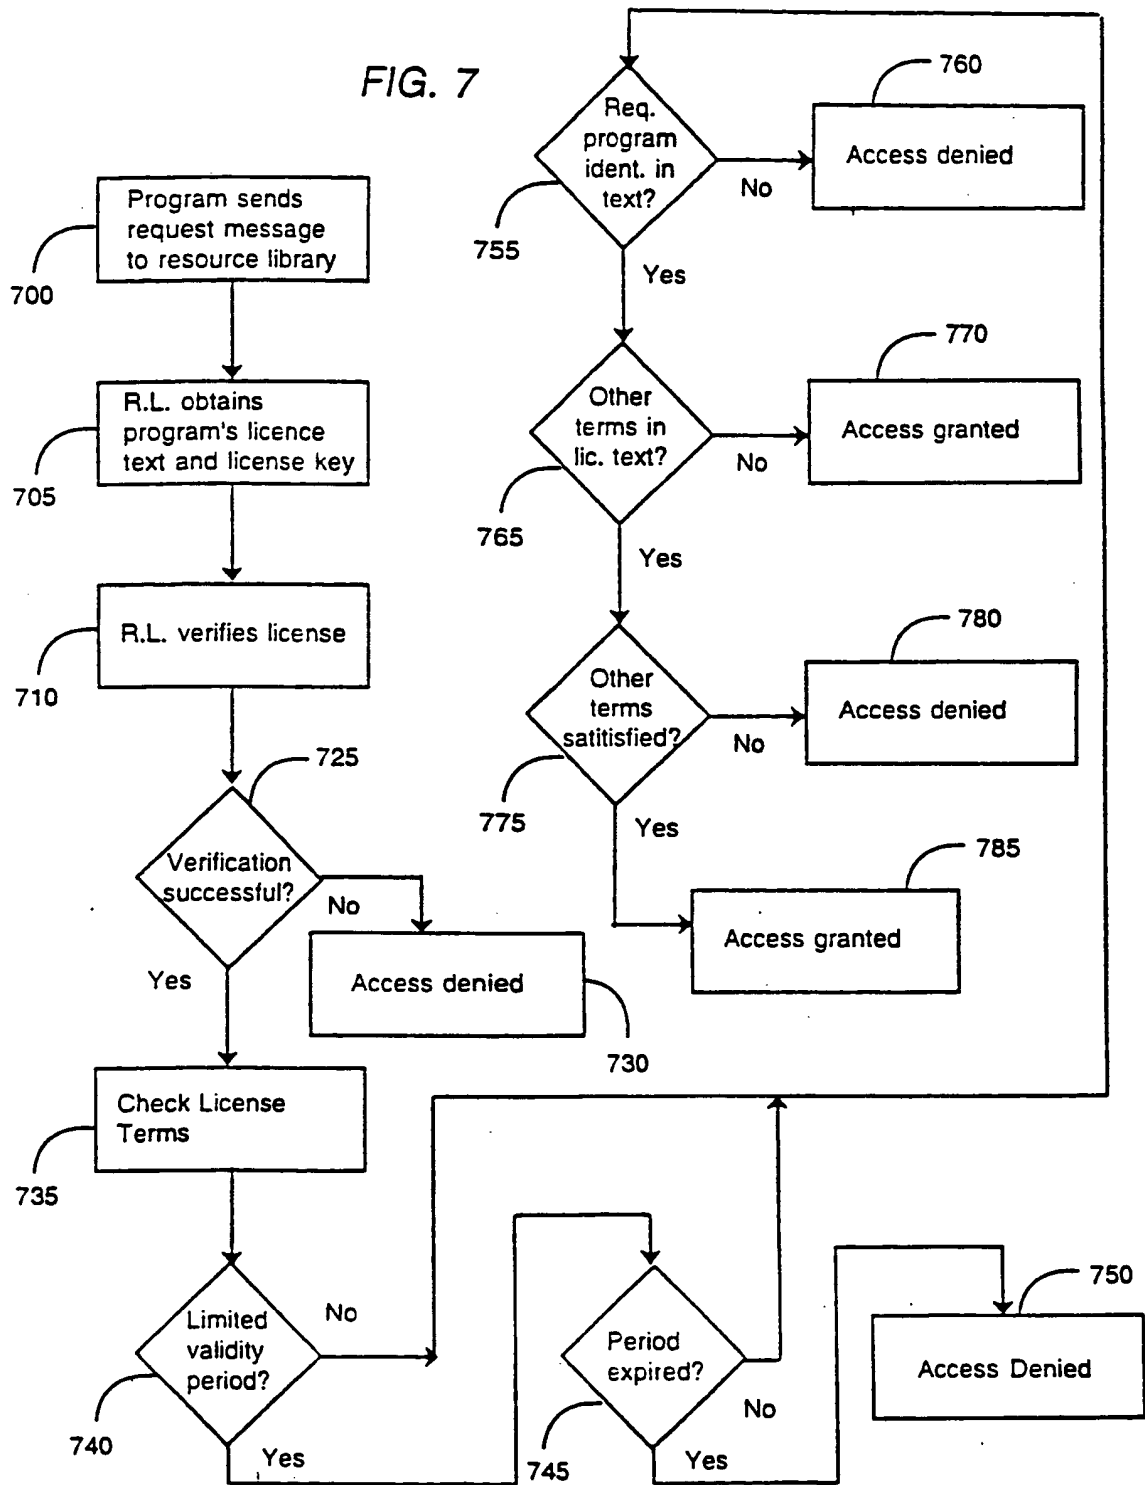 FIG. 7
Program sends
request message
to resource library
700
R.L. obtains
program's licence
text and license key
705
R.L. verifies license
710
725
Verification
successful?
No
Yes
Access denied
730
Check License
Terms
735
Limited
validity
period?
No
740
Yes
Period
expired?
No
745
Yes
750
Access Denied
Req.
program
ident. in
text?
755
No
760
Access denied
Yes
Other
terms in
lic. text?
765
No
770
Access granted
Yes
Other
terms
satitisfied?
775
No
780
Access denied
Yes
785
Access granted